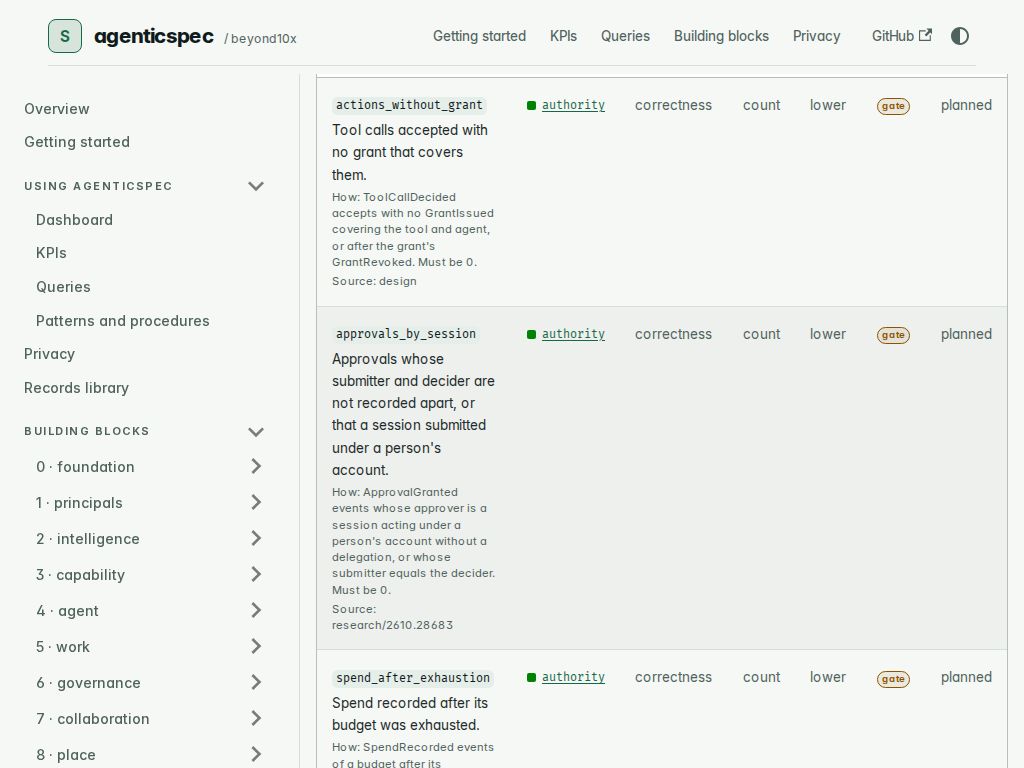 S agenticspec / beyond10x Getting started KPIs Queries Building blocks Privacy GitHub
Overview
Getting started
USING AGENTICSPEC
Dashboard
KPIs
Queries
Patterns and procedures
Privacy
Records library
BUILDING BLOCKS
0 · foundation
1 · principals
2 · intelligence
3 · capability
4 · agent
5 · work
6 · governance
7 · collaboration
8 · place
actions_without_grant authority correctness count lower gate planned
Tool calls accepted with
no grant that covers
them.
How: ToolCallDecided
accepts with no GrantIssued
covering the tool and agent,
or after the grant's
GrantRevoked. Must be 0.
Source: design
approvals_by_session authority correctness count lower gate planned
Approvals whose
submitter and decider are
not recorded apart, or
that a session submitted
under a person's
account.
How: ApprovalGranted
events whose approver is a
session acting under a
person's account without a
delegation, or whose
submitter equals the decider.
Must be 0.
Source:
research/2610.28683
spend_after_exhaustion authority correctness count lower gate planned
Spend recorded after its
budget was exhausted.
How: SpendRecorded events
of a budget after its